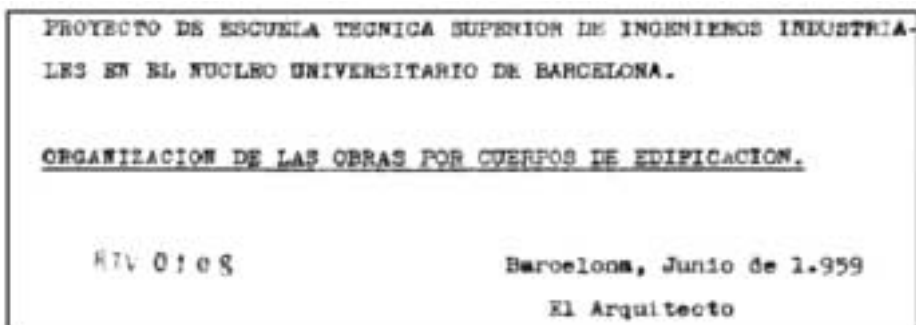 PROYECTO DE ESCUELA TECNICA SUPERIOR DE INGENIEROS INDUSTRIA-
LES EN EL NUCLEO UNIVERSITARIO DE BARCELONA.
ORGANIZACION DE LAS OBRAS POR CUERPOS DE EDIFICACION.
0108
Barcelona, Junio de 1.959
El Arquitecto